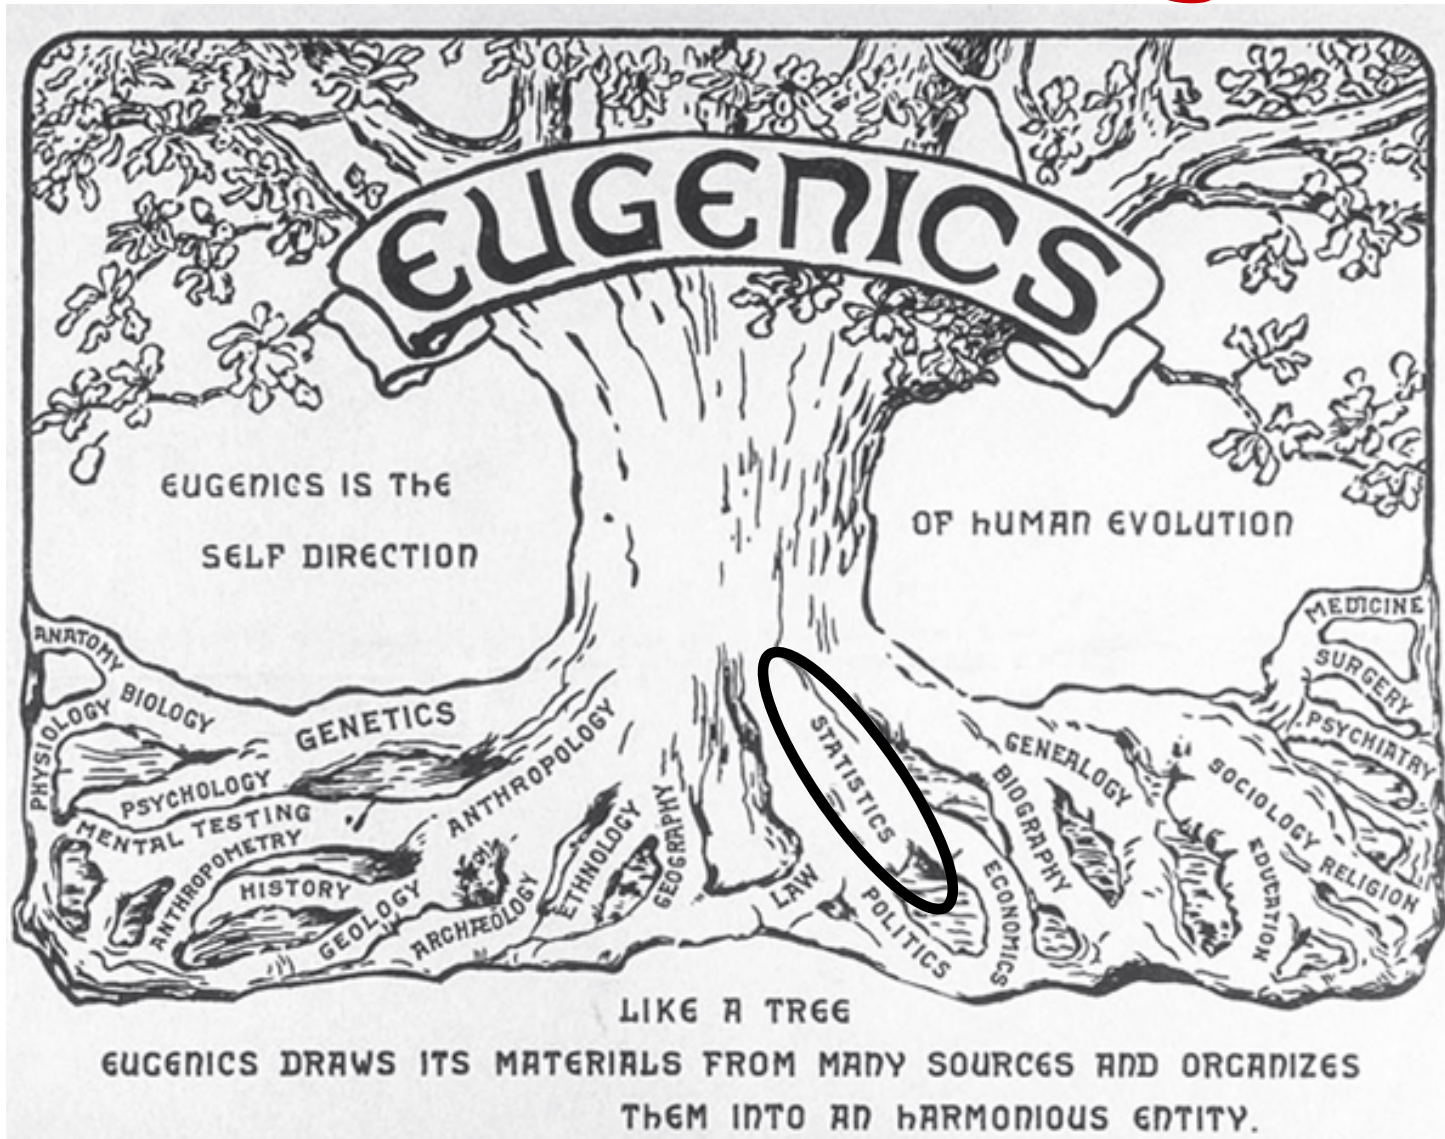 EUGENICS
EUGENICS IS THE
SELF DIRECTION
OF HUMAN EVOLUTION
ANATOMY
BIOLOGY
PHYSIOLOGY
GENETICS
PSYCHOLOGY
MENTAL TESTING
ANTHROPOMETRY
HISTORY
GEOLOGY
ANTHROPOLOGY
ARCHÆOLOGY
ETHNOLOGY
GEOGRAPHY
LAW
STATISTICS
POLITICS
ECONOMICS
BIOGRAPHY
GENEALOGY
EDUCATION
SOCIOLOGY
RELIGION
PSYCHIATRY
SURGERY
MEDICINE
LIKE A TREE
EUGENICS DRAWS ITS MATERIALS FROM MANY SOURCES AND ORGANIZES
THEM INTO AN HARMONIOUS ENTITY.